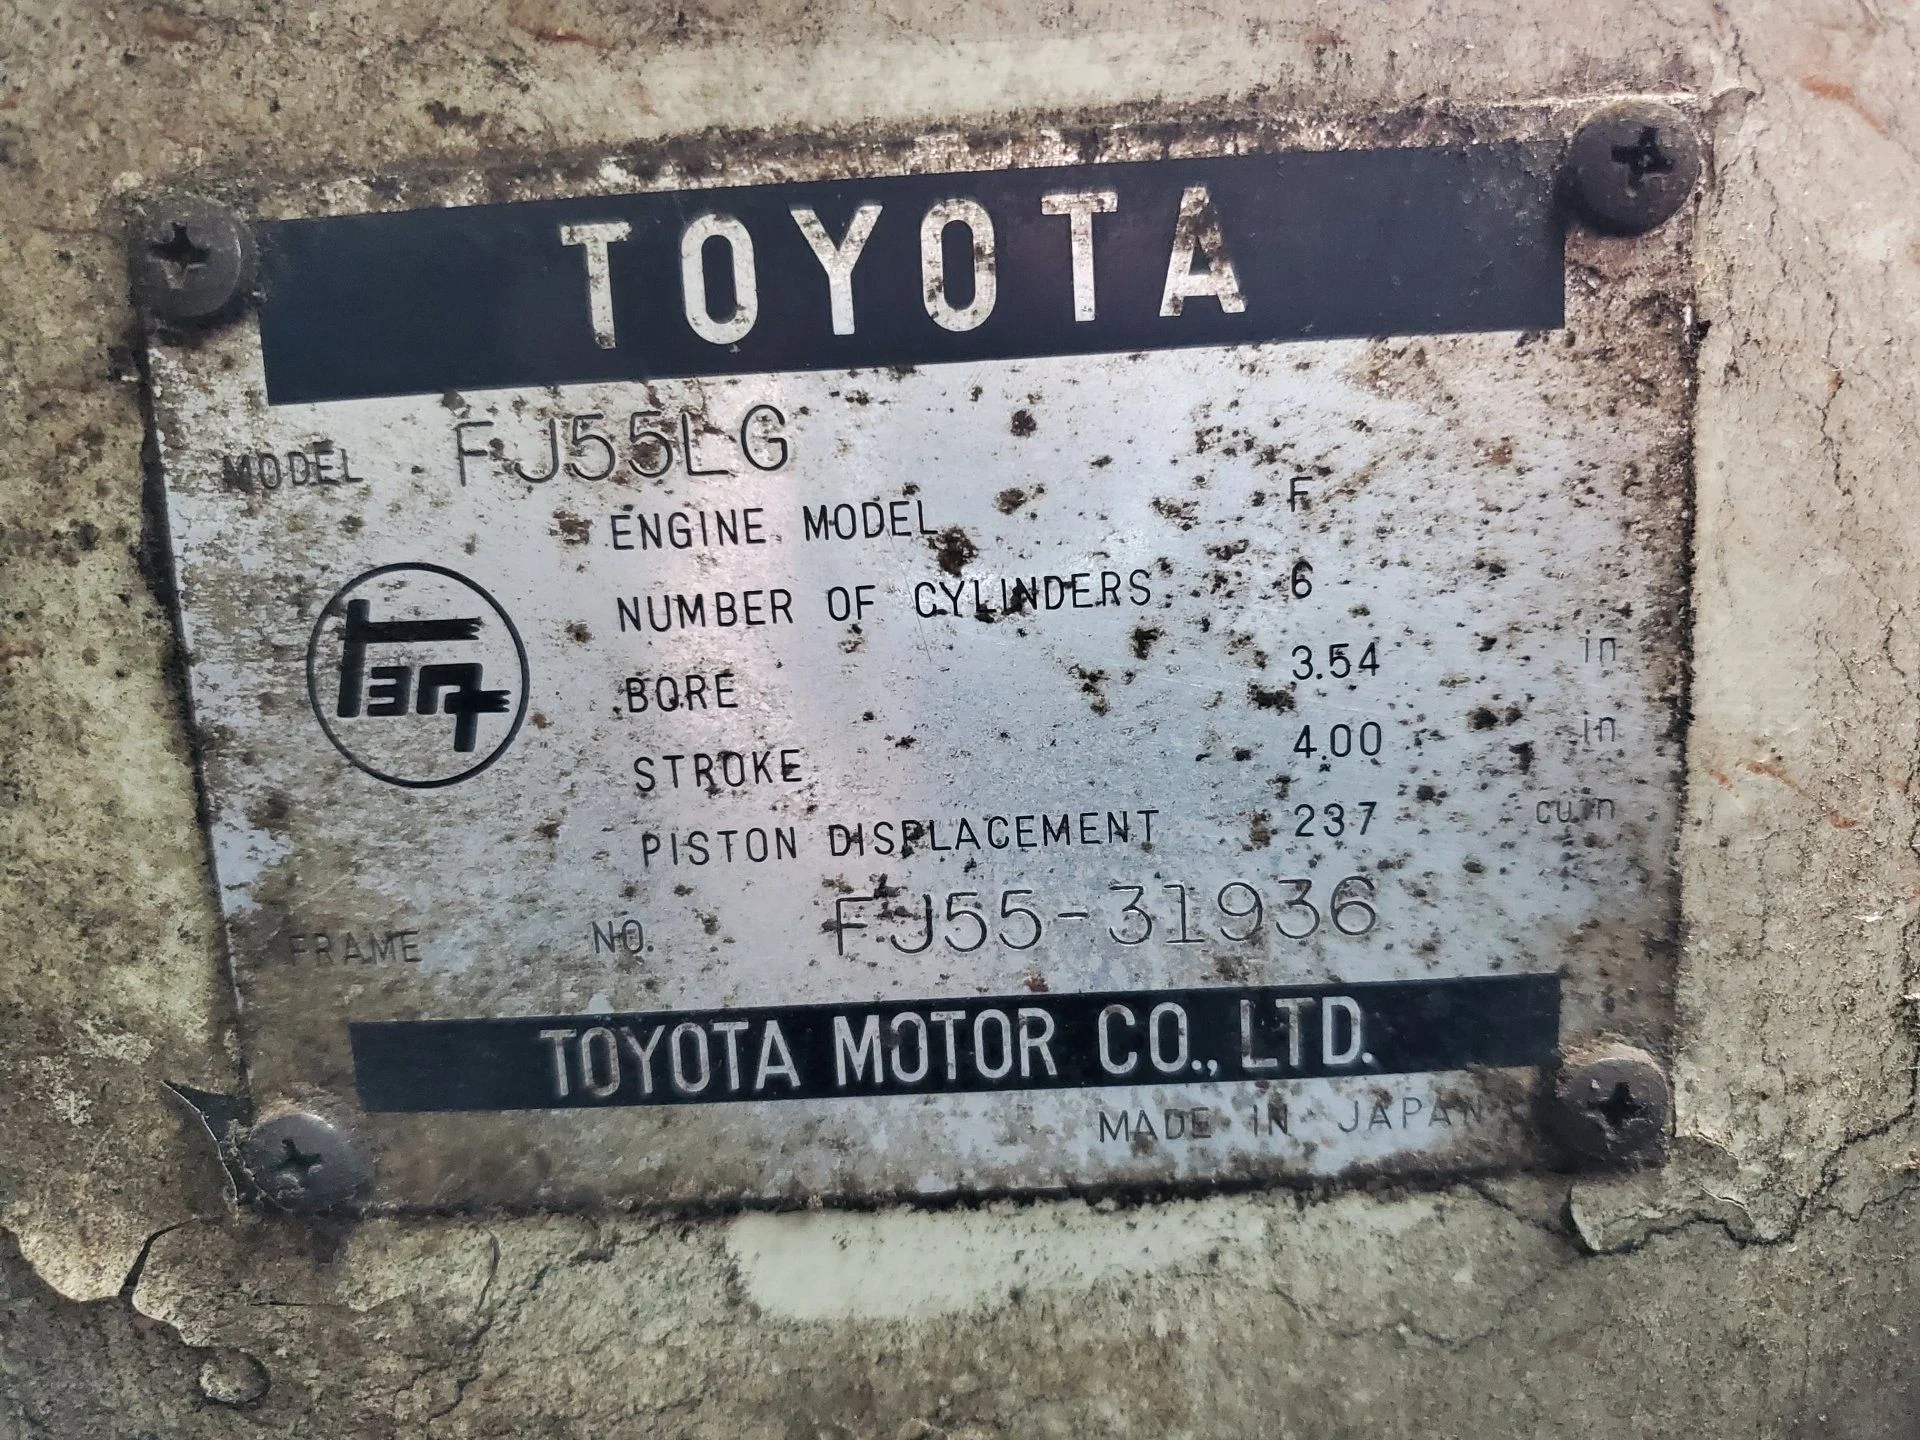 TOYOTA
MODEL FJ55LG
ENGINE MODEL F
NUMBER OF CYLINDERS 6
BORE 3.54 in
STROKE 4.00 in
PISTON DISPLACEMENT 237 cu.in
FRAME NO. FJ55-31936
TOYOTA MOTOR CO., LTD.
MADE IN JAPAN